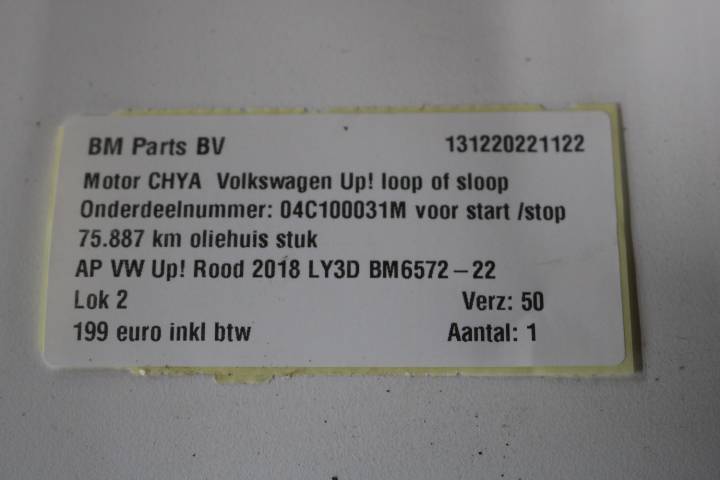 BM Parts BV 131220221122
Motor CHYA Volkswagen Up! loop of sloop
Onderdeelnummer: 04C100031M voor start /stop
75.887 km oliehuis stuk
AP VW Up! Rood 2018 LY3D BM6572-22
Lok 2 Verz: 50
199 euro inkl btw Aantal: 1